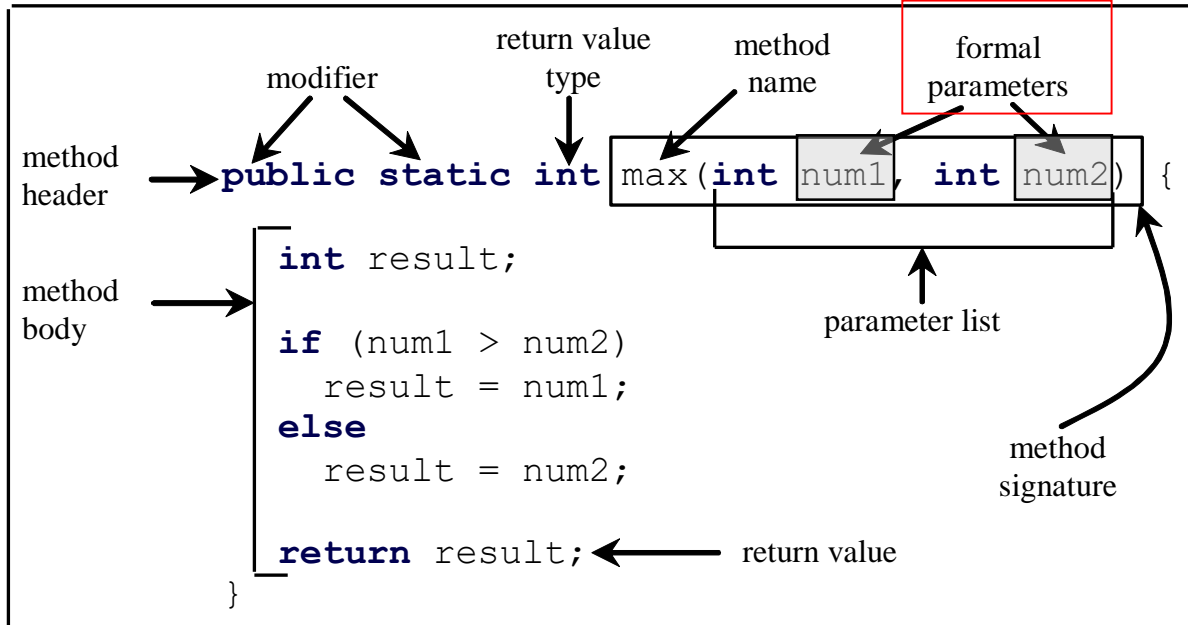 return value
type
method
name
formal
parameters
modifier
method
header
public static int max(int num1, int num2) {
int result;
method
body
parameter list
if (num1 > num2)
result = num1;
else
result = num2;
method
signature
return result;
return value
}